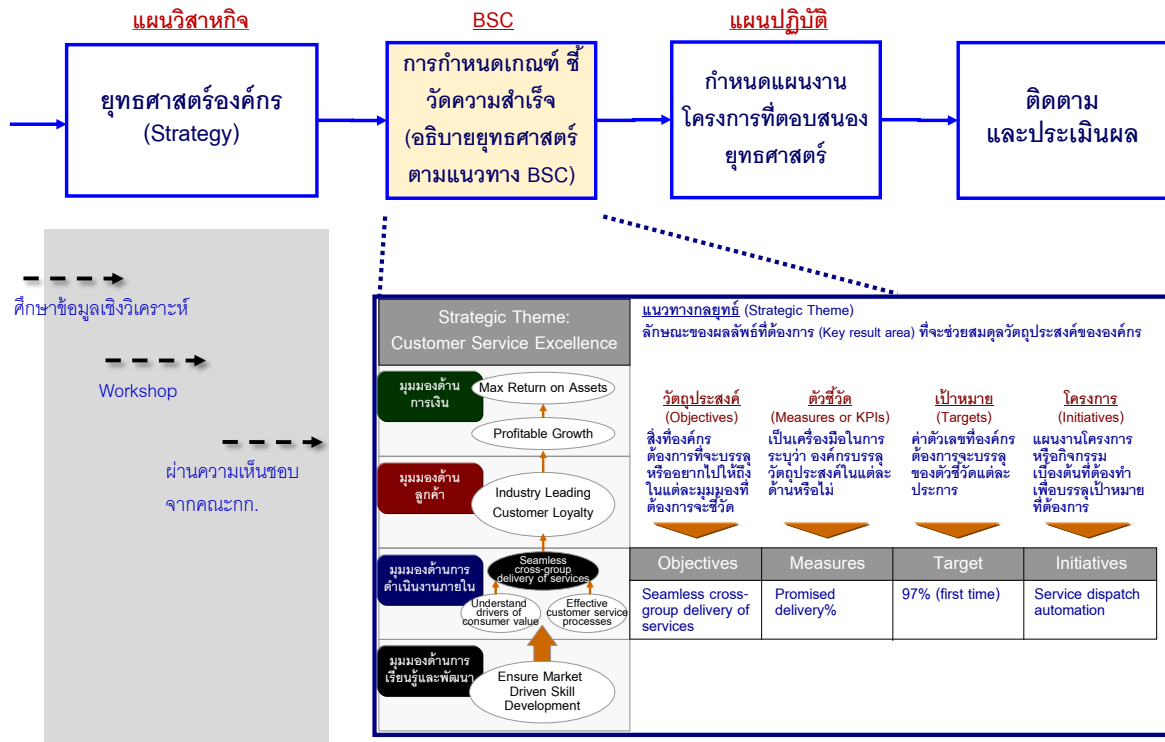 แผนวิสาหกิจ
BSC
แผนปฏิบัติ
ยุทธศาสตร์องค์กร
(Strategy)
การกำหนดเกณฑ์ ชี้
วัดความสำเร็จ
(อธิบายยุทธศาสตร์
ตามแนวทาง BSC)
กำหนดแผนงาน
โครงการที่ตอบสนอง
ยุทธศาสตร์
ติดตาม
และประเมินผล
ศึกษาข้อมูลเชิงวิเคราะห์
Workshop
ผ่านความเห็นชอบ
จากคณะกก.
Strategic Theme:
Customer Service Excellence
แนวทางกลยุทธ์ (Strategic Theme)
ลักษณะของผลลัพธ์ที่ต้องการ (Key result area) ที่จะช่วยสมดุลวัตถุประสงค์ขององค์กร
มุมมองด้าน
การเงิน
Max Return on Assets
Profitable Growth
มุมมองด้าน
ลูกค้า
Industry Leading
Customer Loyalty
มุมมองด้านการ
ดำเนินงานภายใน
Seamless
cross-group
delivery of services
Understand
drivers of
consumer value
Effective
customer service
processes
มุมมองด้านการ
เรียนรู้และพัฒนา
Ensure Market
Driven Skill
Development
วัตถุประสงค์
(Objectives)
สิ่งที่องค์กร
ต้องการที่จะบรรลุ
หรืออยากไปให้ถึง
ในแต่ละมุมมองที่
ต้องการจะชี้วัด
ตัวชี้วัด
(Measures or KPIs)
เป็นเครื่องมือในการ
ระบุว่า องค์กรบรรลุ
วัตถุประสงค์ในแต่ละ
ด้านหรือไม่
เป้าหมาย
(Targets)
ค่าตัวเลขที่องค์กร
ต้องการจะบรรลุ
ของตัวชี้วัดแต่ละ
ประการ
โครงการ
(Initiatives)
แผนงานโครงการ
หรือกิจกรรม
เบื้องต้นที่ต้องทำ
เพื่อบรรลุเป้าหมาย
ที่ต้องการ
Objectives
Measures
Target
Initiatives
Seamless cross-
group delivery of
services
Promised
delivery%
97% (first time)
Service dispatch
automation